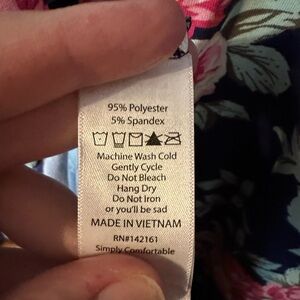 95% Polyester
5% Spandex
Machine Wash Cold
Gently Cycle
Do Not Bleach
Hang Dry
Do Not Iron
or you'll be sad
MADE IN VIETNAM
RN#142161
Simply Comfortable